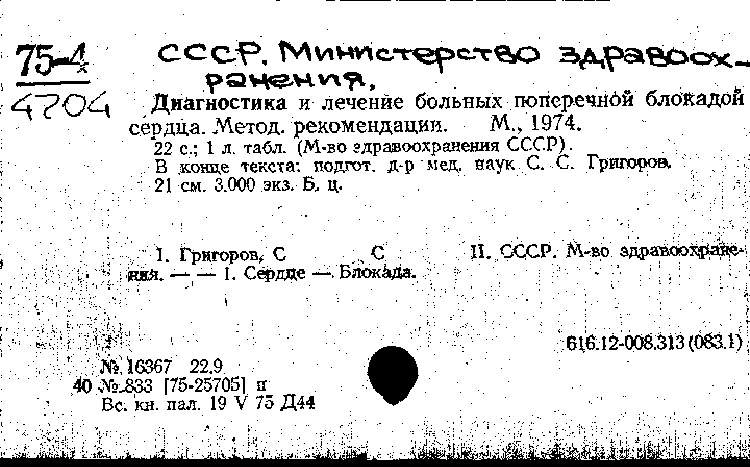 75-4
4704
СССР. Министерство здравоох-
ранения.
Диагностика и лечение больных поперечной блокадой
сердца. Метод. рекомендации. М., 1974.
22 с.; 1 л. табл. (М-во здравоохранения СССР).
В конце текста: подгот. д-р мед. наук С. С. Григоров.
21 см. 3.000 экз. Б. ц.
I. Григоров, С С II. СССР. М-во здравоохране-
ния. — — 1. Сердце — Блокада.
616.12-008.313 (083.1)
№ 16367 22.9
40 № 833 [75-25705] п
Вс. кн. пал. 19 V 75 Д44